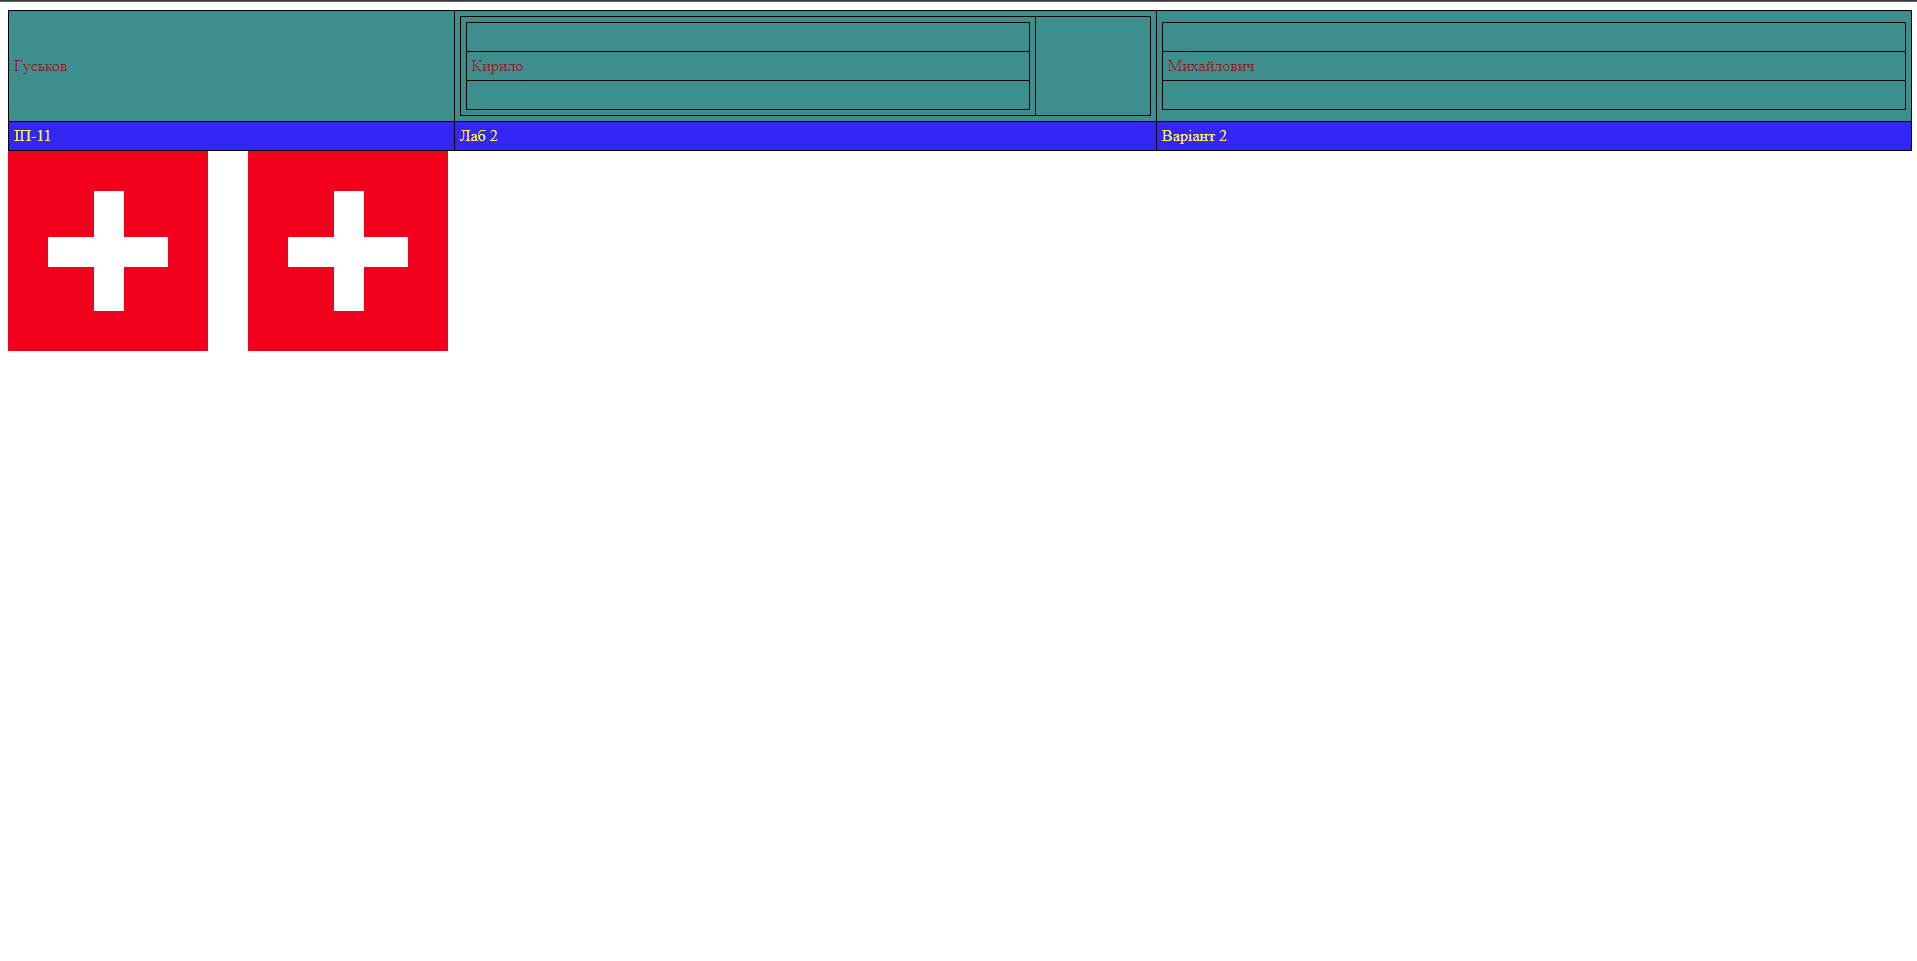 Гуськов
Кирило
Михайлович
ІП-11
Лаб 2
Варіант 2